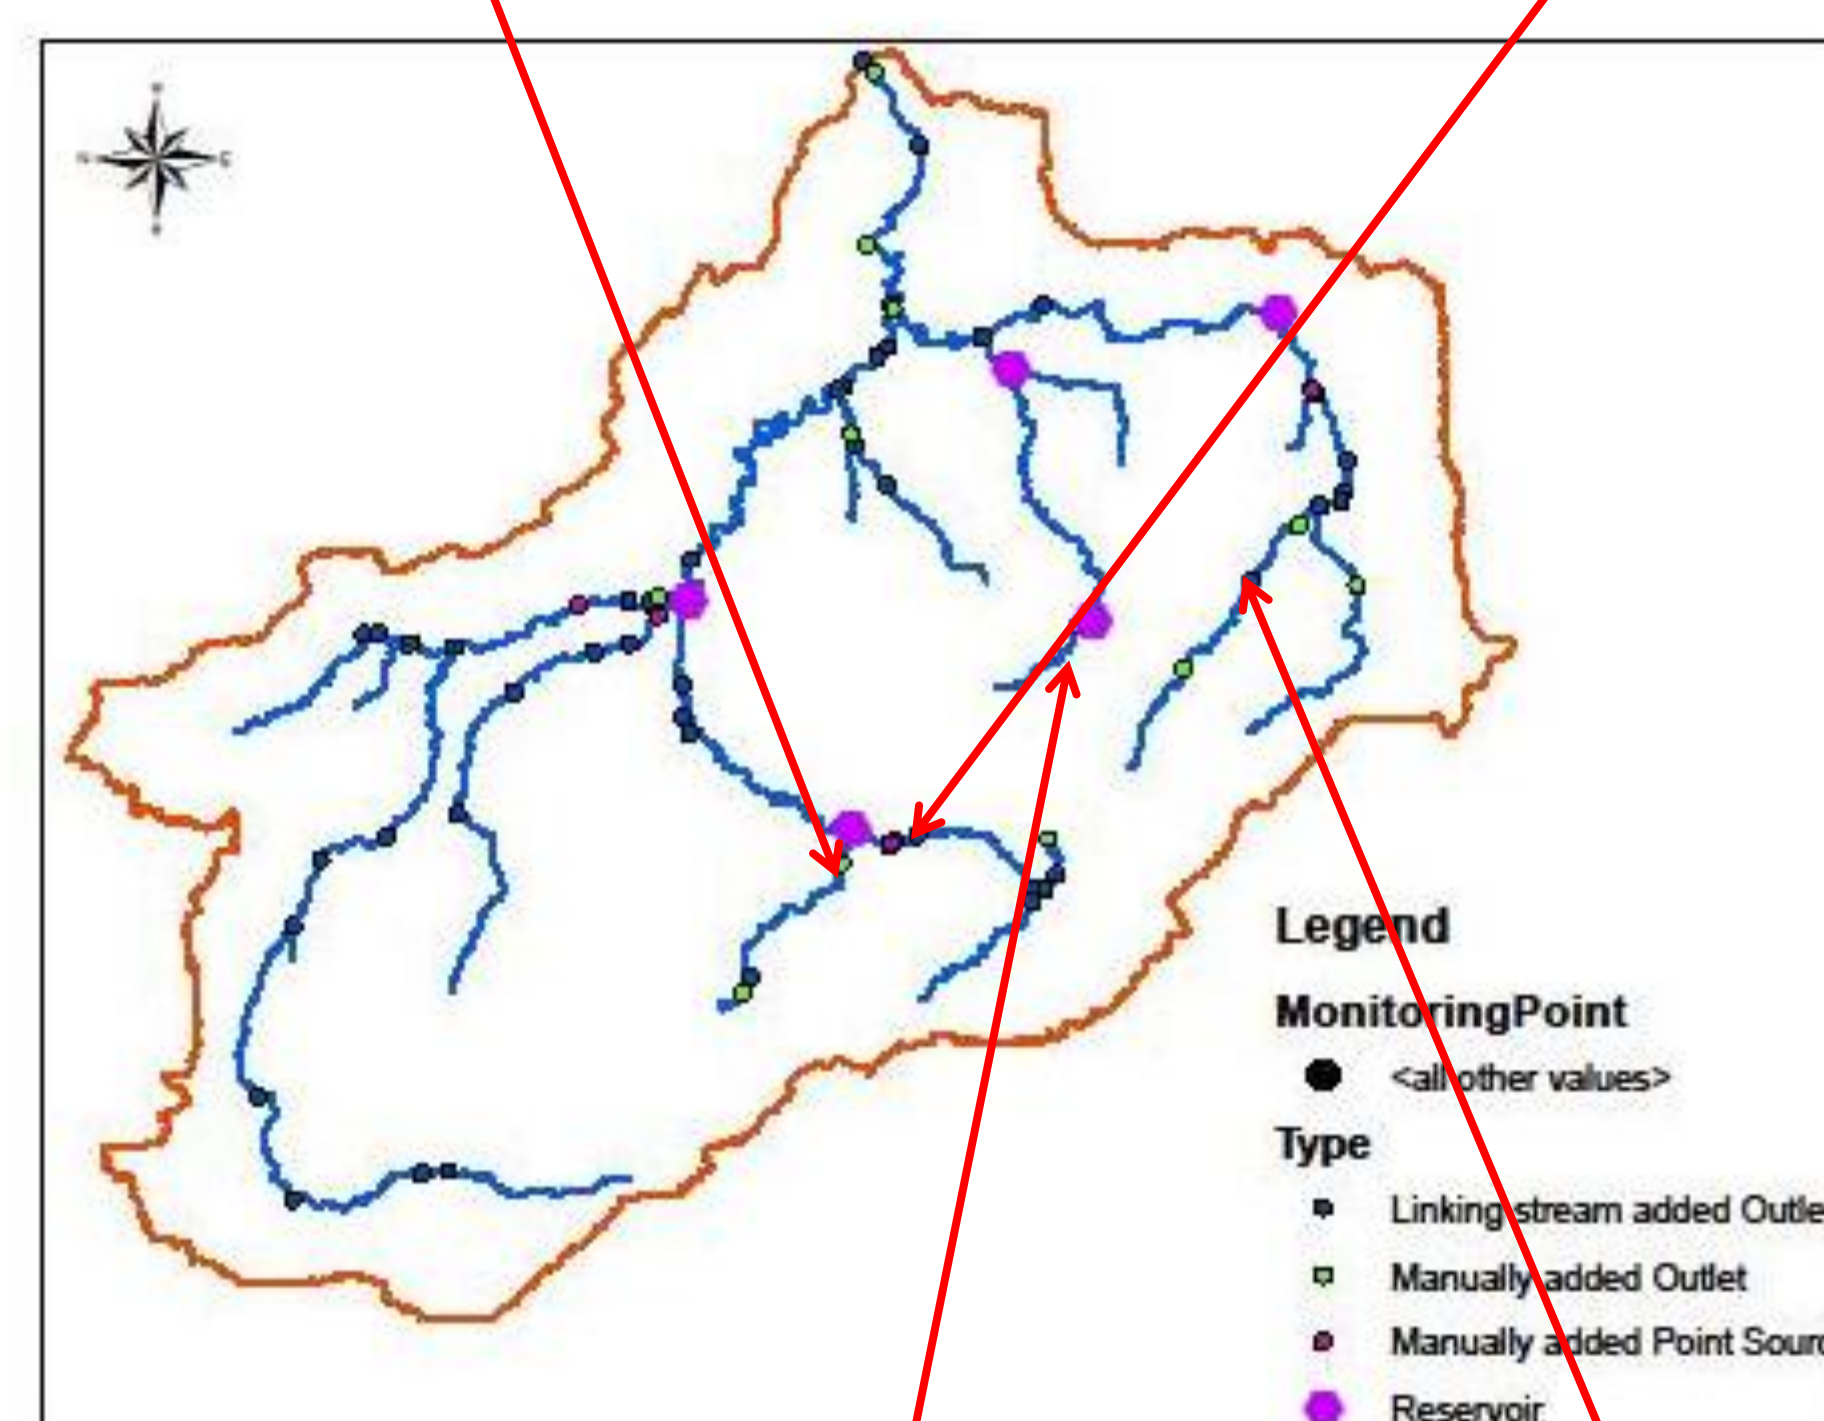 Legend
MonitoringPoint
<all other values>
Type
Linking stream added Outle
Manually added Outlet
Manually added Point Sourc
Reservoir